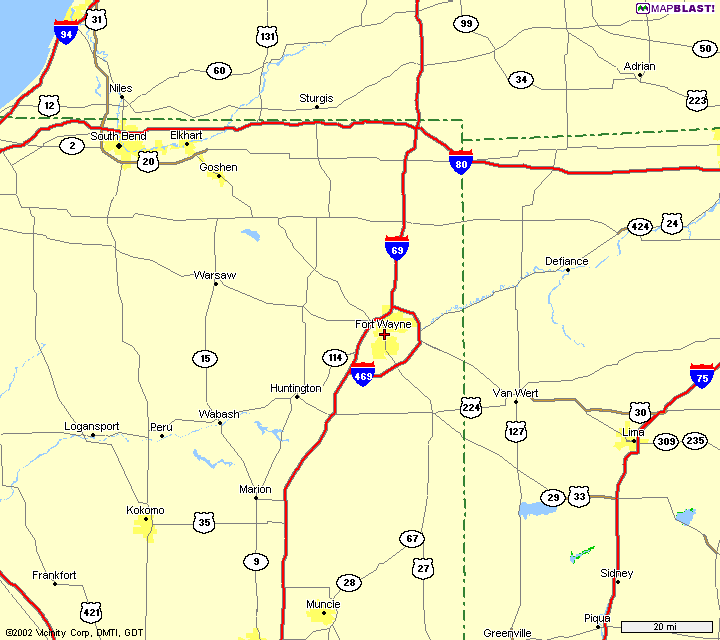 MAPBLAST!
31
94
131
99
50
Adrian
60
34
Niles
12
Sturgis
223
South Bend
Elkhart
2
20
80
Goshen
424
24
69
Defiance
Warsaw
Fort Wayne
15
114
469
75
Huntington
Van Wert
224
30
Wabash
Logansport
Peru
127
Lima
309
235
Marion
29
33
Kokomo
35
67
9
27
Frankfort
28
Sidney
421
Muncie
Piqua
20 mi
©2002 Vicinity Corp, DMTI, GDT
Greenville